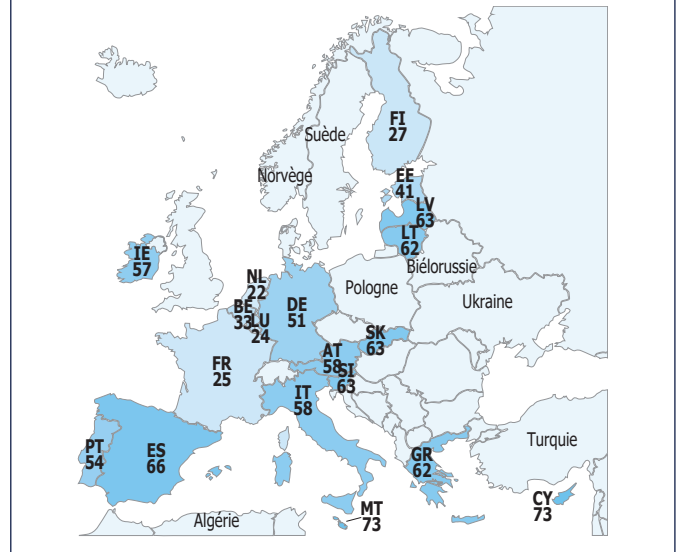 FI
27
Suède
Norvège
EE
41
LV
63
LT
62
IE
57
Biélorussie
NL
22
Pologne
DE
51
Ukraine
BE
33
LU
24
SK
63
AT
58
SI
63
FR
25
IT
58
Turquie
PT
54
ES
66
GR
62
CY
73
MT
73
Algérie